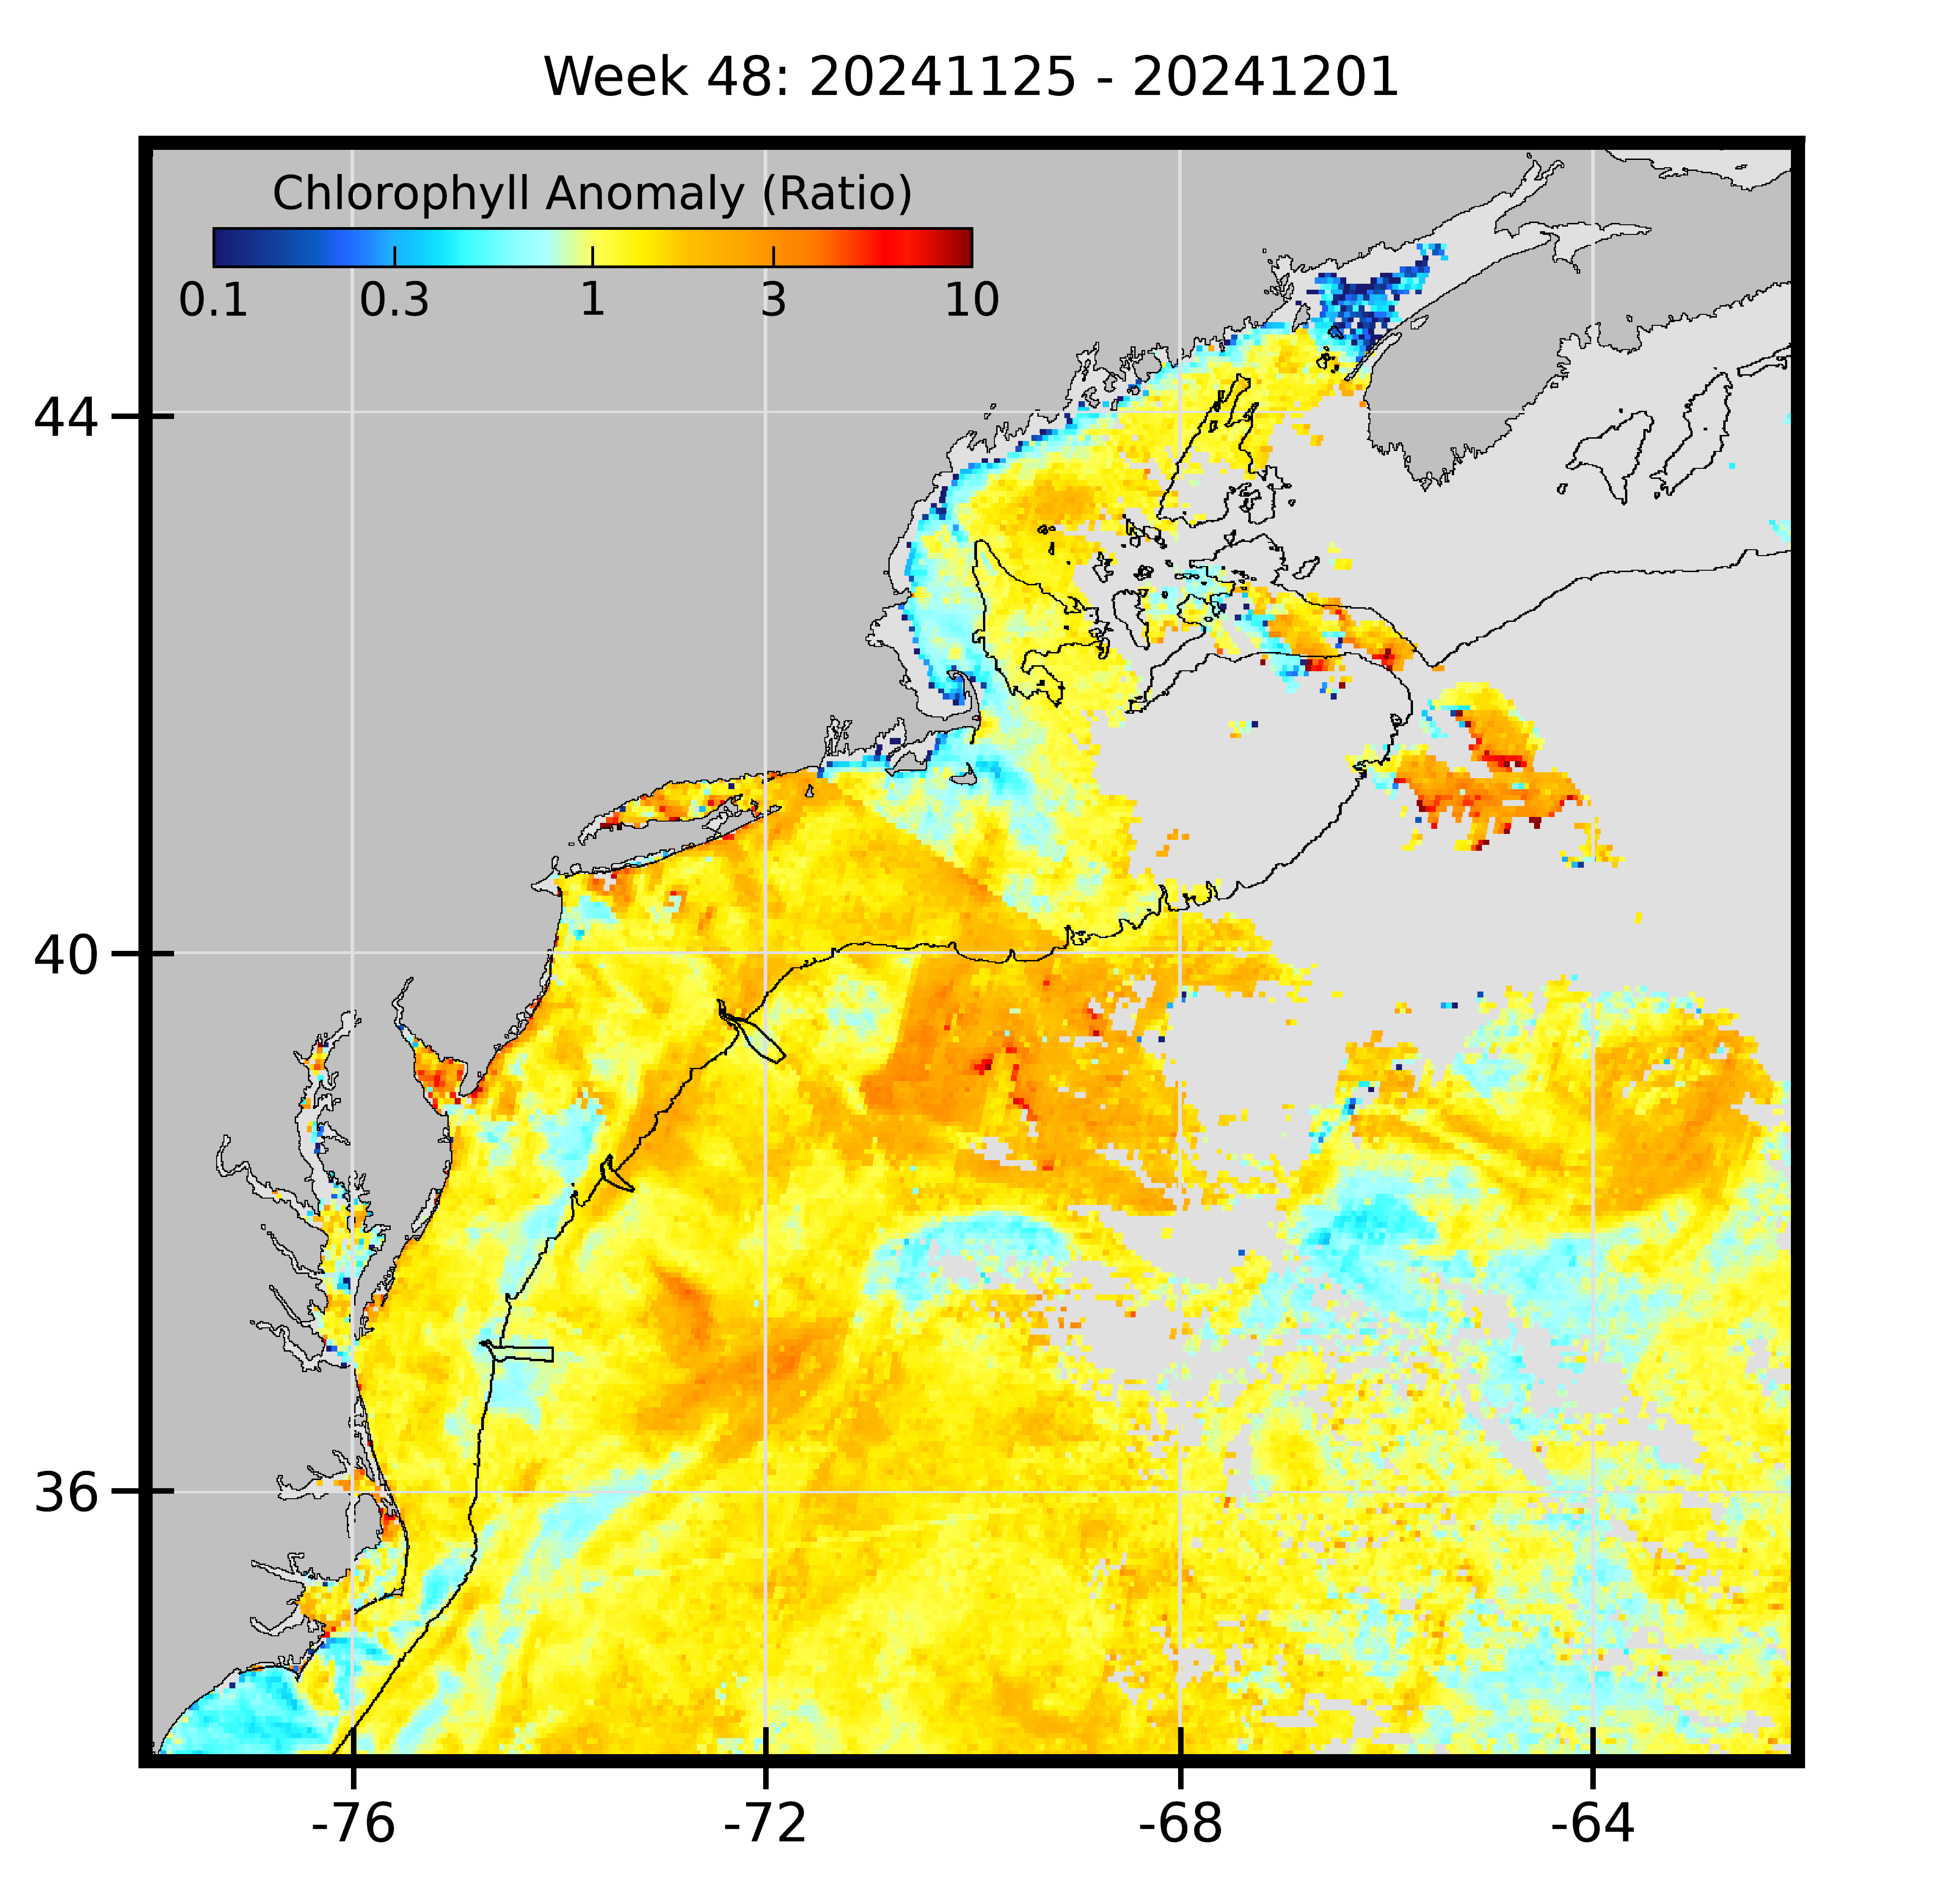 Week 48: 20241125 - 20241201
Chlorophyll Anomaly (Ratio)
0.1 0.3 1 3 10
44
40
36
-76 -72 -68 -64